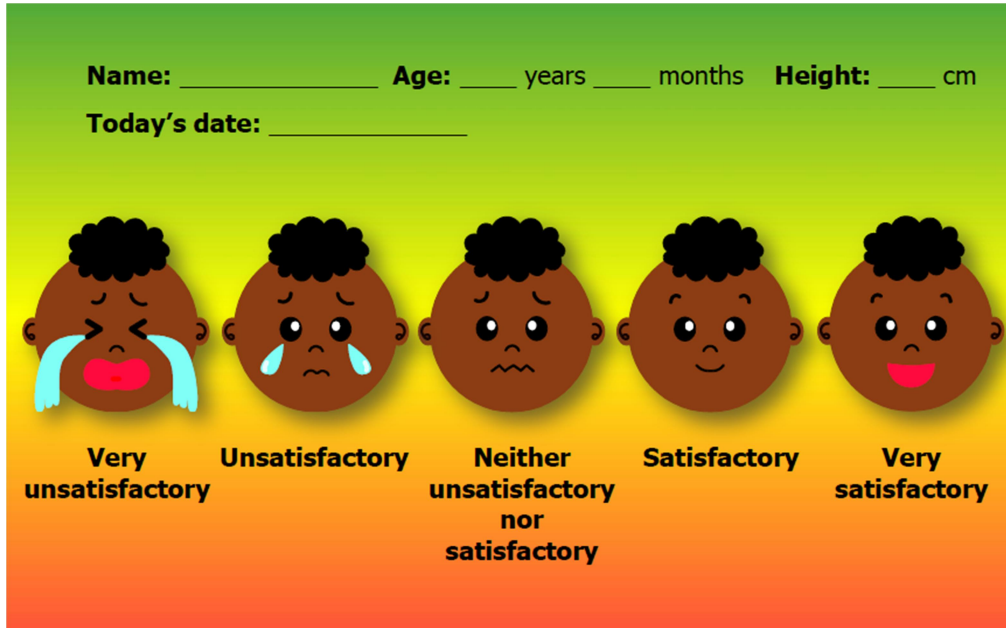 Name: ______________ Age: ____ years ____ months Height: ____ cm
Today’s date: ______________
Very
unsatisfactory
Unsatisfactory
Neither
unsatisfactory
nor
satisfactory
Satisfactory
Very
satisfactory